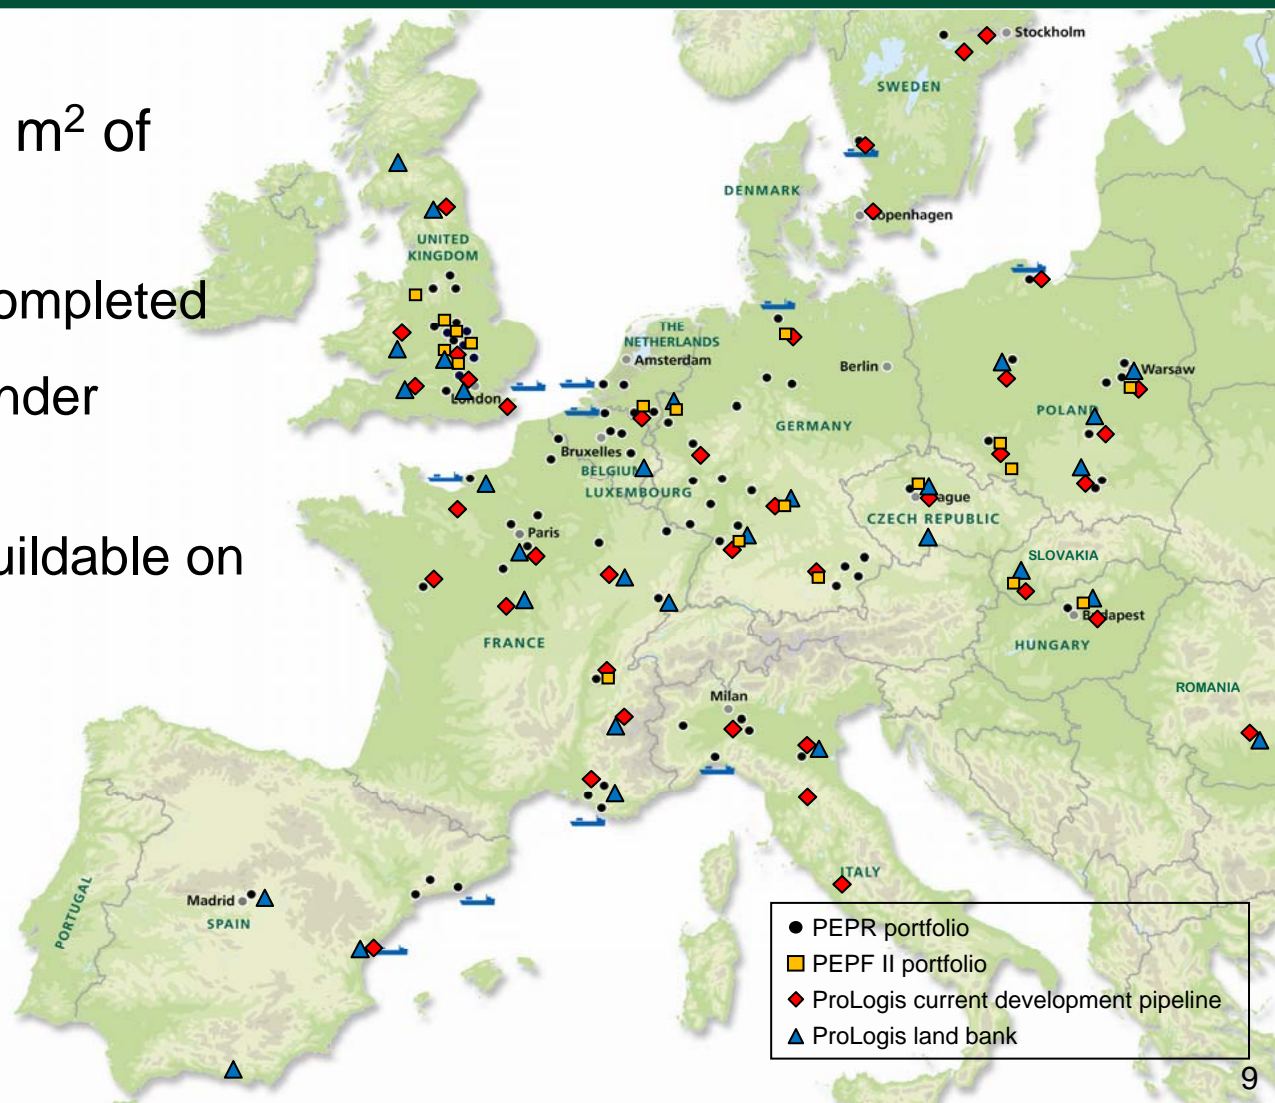 m² of
ompleted
nder
uildable on
Stockholm
SWEDEN
DENMARK
openhagen
UNITED
KINGDOM
London
THE
NETHERLANDS
Amsterdam
Berlin
Warsaw
POLAND
GERMANY
Bruxelles
BELGIUM
LUXEMBOURG
ague
CZECH REPUBLIC
Paris
SLOVAKIA
Budapest
HUNGARY
FRANCE
ROMANIA
Milan
Madrid
SPAIN
PORTUGAL
ITALY
PEPR portfolio
PEPF II portfolio
ProLogis current development pipeline
ProLogis land bank
9